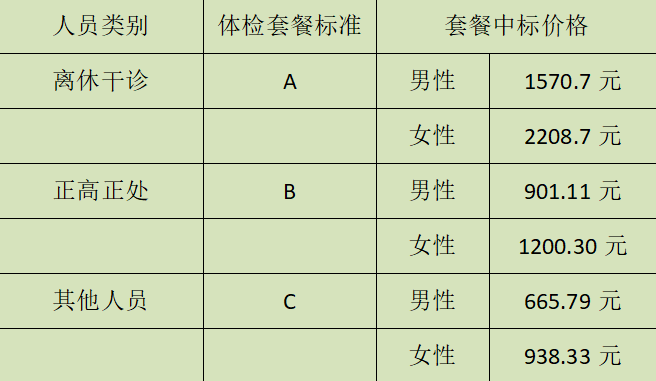 人员类别 体检套餐标准 套餐中标价格
离休干诊 A 男性 1570.7 元
女性 2208.7 元
正高正处 B 男性 901.11 元
女性 1200.30 元
其他人员 C 男性 665.79 元
女性 938.33 元